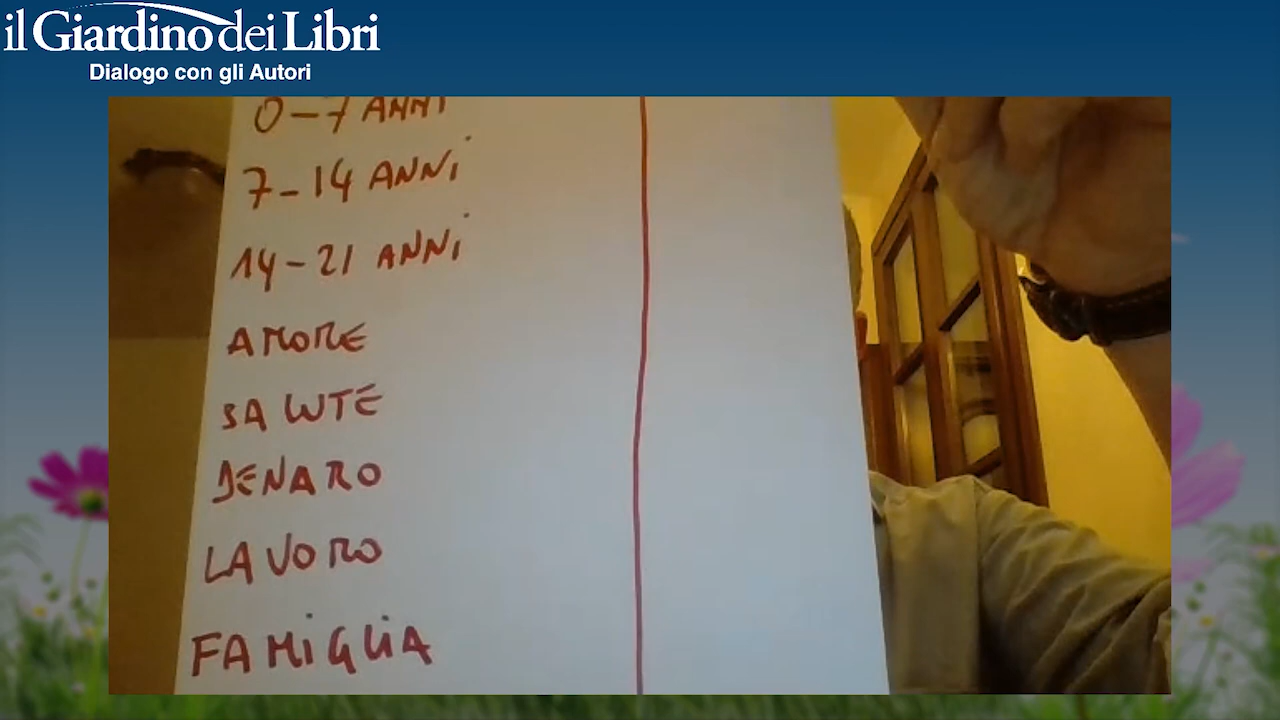 il Giardino dei Libri
Dialogo con gli Autori
0-7 ANNI
7-14 ANNI
14-21 ANNI
AMORE
SALUTE
DENARO
LAVORO
FAMIGLIA